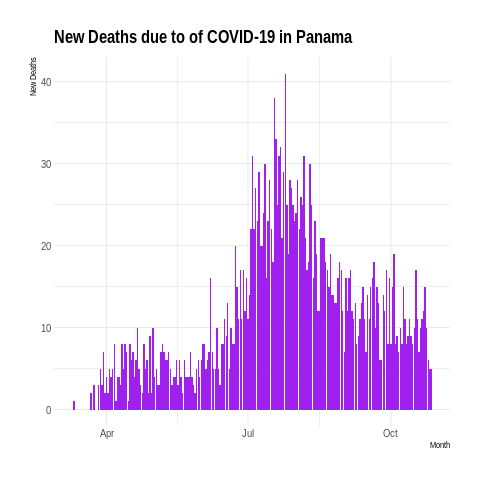 New Deaths due to of COVID-19 in Panama
New Deaths
40
30
20
10
0
Apr
Jul
Oct
Month